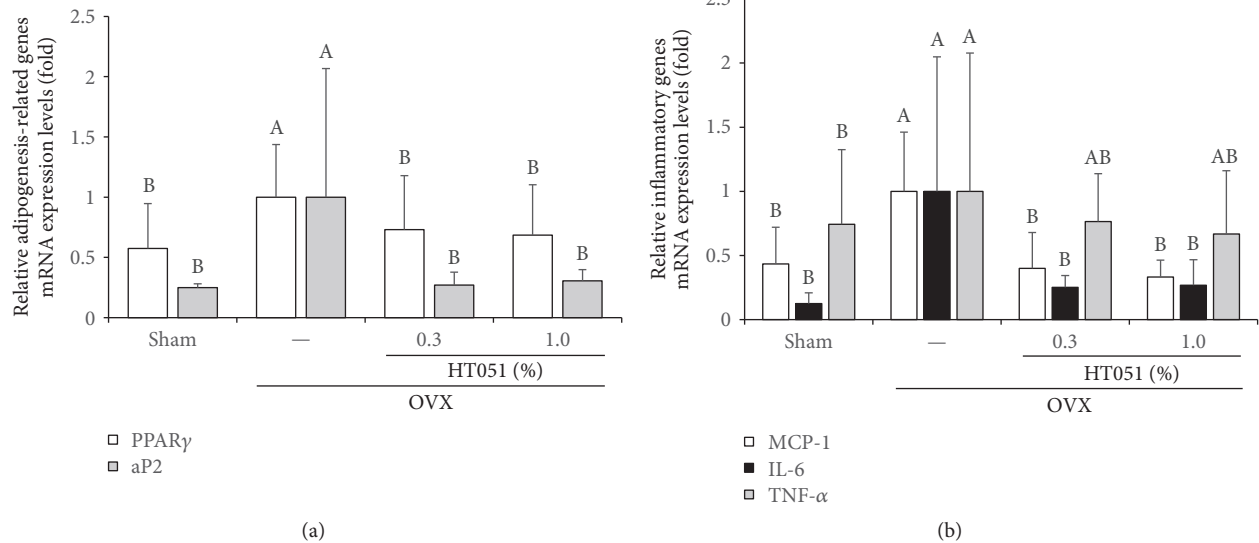 Relative adipogenesis-related genes
mRNA expression levels (fold)
2.5
2
1.5
1
0.5
0
B
B
A
A
B
B
B
B
Sham
—
0.3
1.0
HT051 (%)
OVX
PPARγ
aP2
(a)
Relative inflammatory genes
mRNA expression levels (fold)
2.5
2
1.5
1
0.5
0
B
B
B
A
A
A
B
B
AB
B
B
AB
Sham
—
0.3
1.0
HT051 (%)
OVX
MCP-1
IL-6
TNF-α
(b)